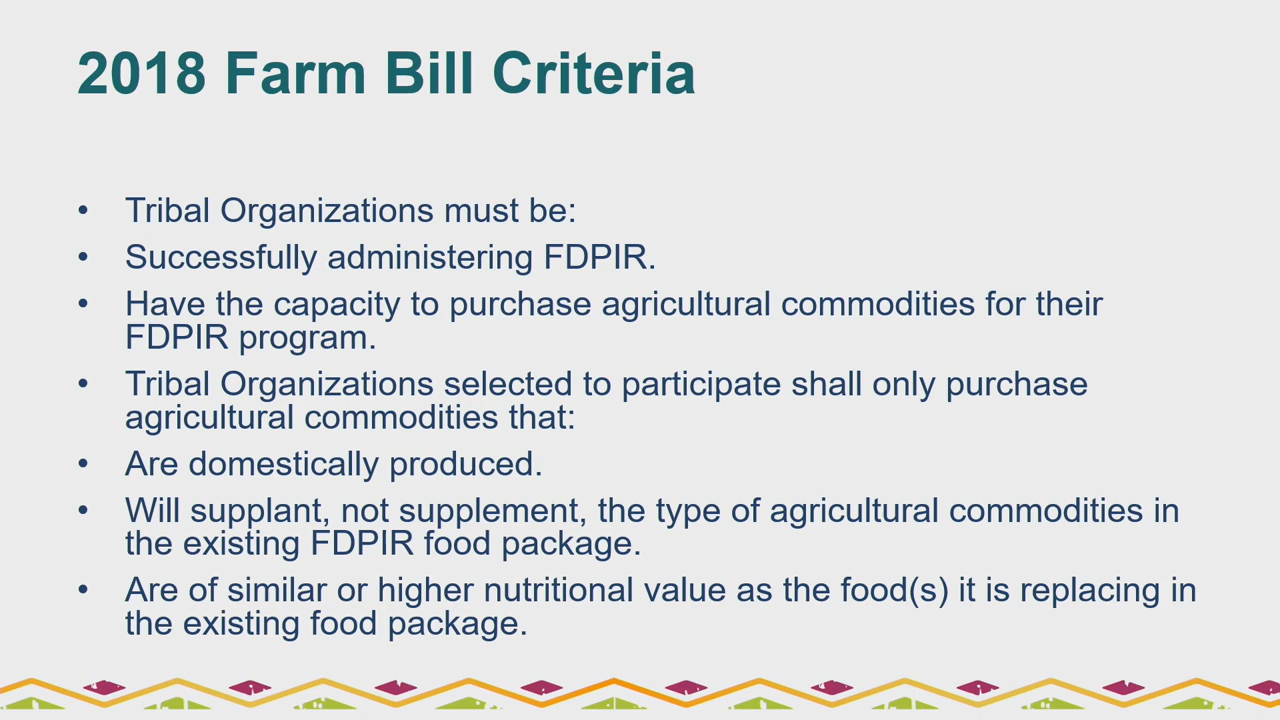 2018 Farm Bill Criteria
• Tribal Organizations must be:
• Successfully administering FDPIR.
• Have the capacity to purchase agricultural commodities for their
FDPIR program.
• Tribal Organizations selected to participate shall only purchase
agricultural commodities that:
• Are domestically produced.
• Will supplant, not supplement, the type of agricultural commodities in
the existing FDPIR food package.
• Are of similar or higher nutritional value as the food(s) it is replacing in
the existing food package.